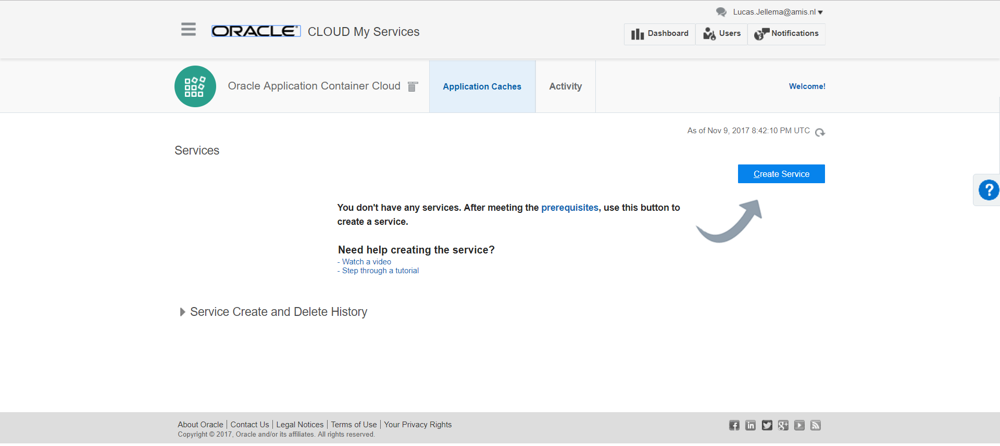 Lucas.Jellema@amis.nl
ORACLE CLOUD My Services
Dashboard Users Notifications
Oracle Application Container Cloud Application Caches Activity Welcome!
As of Nov 9, 2017 8:42:10 PM UTC
Services
Create Service
You don't have any services. After meeting the prerequisites, use this button to
create a service.
Need help creating the service?
- Watch a video
- Step through a tutorial
Service Create and Delete History
About Oracle | Contact Us | Legal Notices | Terms of Use | Your Privacy Rights
Copyright © 2017, Oracle and/or its affiliates. All rights reserved.